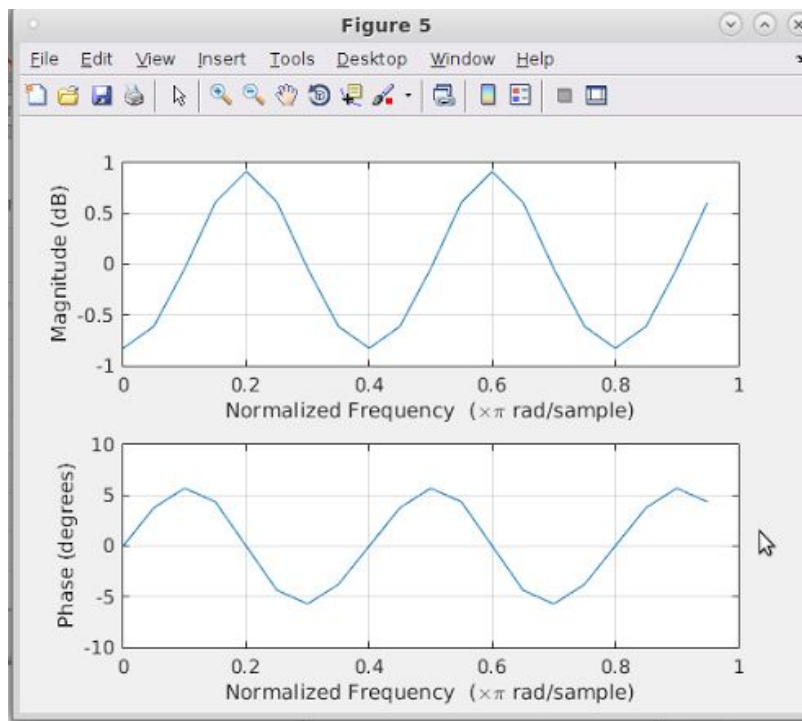 Figure 5
File Edit View Insert Tools Desktop Window Help
1
0.5
0
-0.5
-1
Magnitude (dB)
0 0.2 0.4 0.6 0.8 1
Normalized Frequency (×π rad/sample)
10
5
0
-5
-10
Phase (degrees)
0 0.2 0.4 0.6 0.8 1
Normalized Frequency (×π rad/sample)